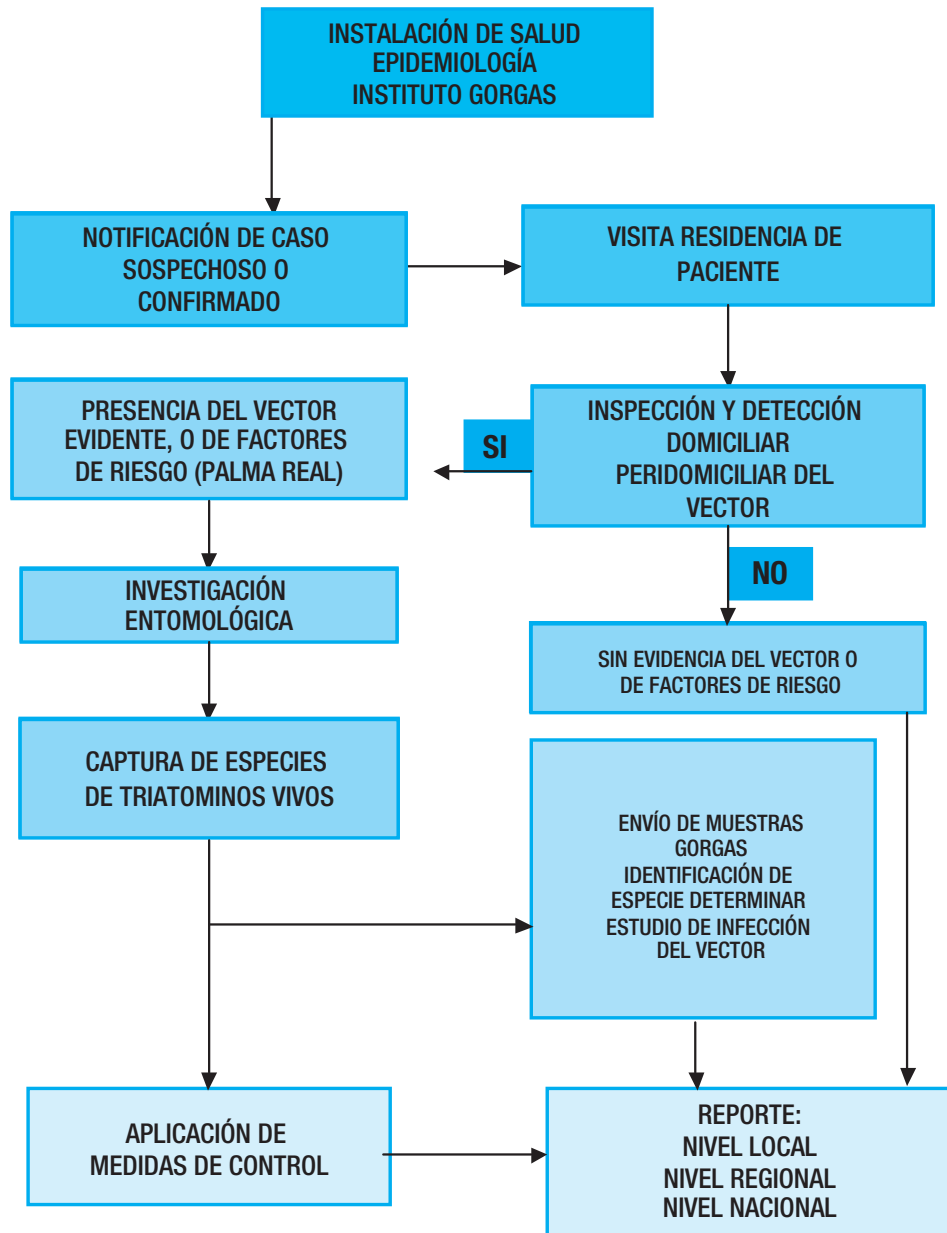 INSTALACIÓN DE SALUD
EPIDEMIOLOGÍA
INSTITUTO GORGAS
NOTIFICACIÓN DE CASO
SOSPECHOSO O
CONFIRMADO
VISITA RESIDENCIA DE
PACIENTE
PRESENCIA DEL VECTOR
EVIDENTE, O DE FACTORES
DE RIESGO (PALMA REAL)
SI
INSPECCIÓN Y DETECCIÓN
DOMICILIAR
PERIDOMICILIAR DEL
VECTOR
NO
INVESTIGACIÓN
ENTOMOLÓGICA
SIN EVIDENCIA DEL VECTOR O
DE FACTORES DE RIESGO
CAPTURA DE ESPECIES
DE TRIATOMINOS VIVOS
ENVÍO DE MUESTRAS
GORGAS
IDENTIFICACIÓN DE
ESPECIE DETERMINAR
ESTUDIO DE INFECCIÓN
DEL VECTOR
APLICACIÓN DE
MEDIDAS DE CONTROL
REPORTE:
NIVEL LOCAL
NIVEL REGIONAL
NIVEL NACIONAL